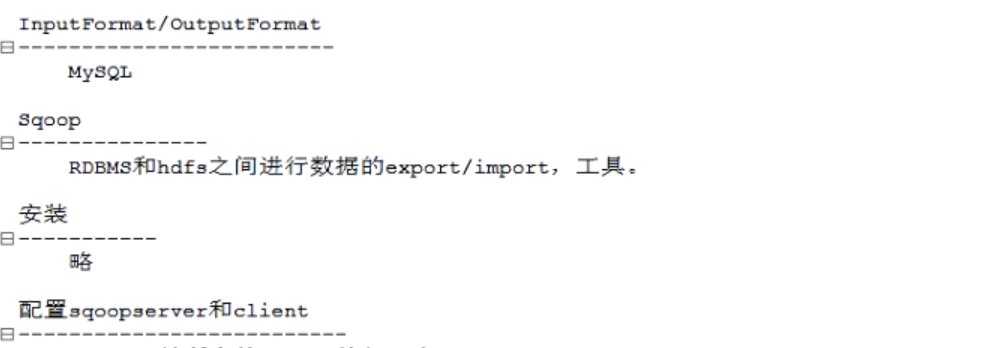 InputFormat/OutputFormat
-------------------------
MySQL
Sqoop
---------------
RDBMS和hdfs之间进行数据的export/import，工具。
安装
-----------
略
配置sqoopserver和client
--------------------------